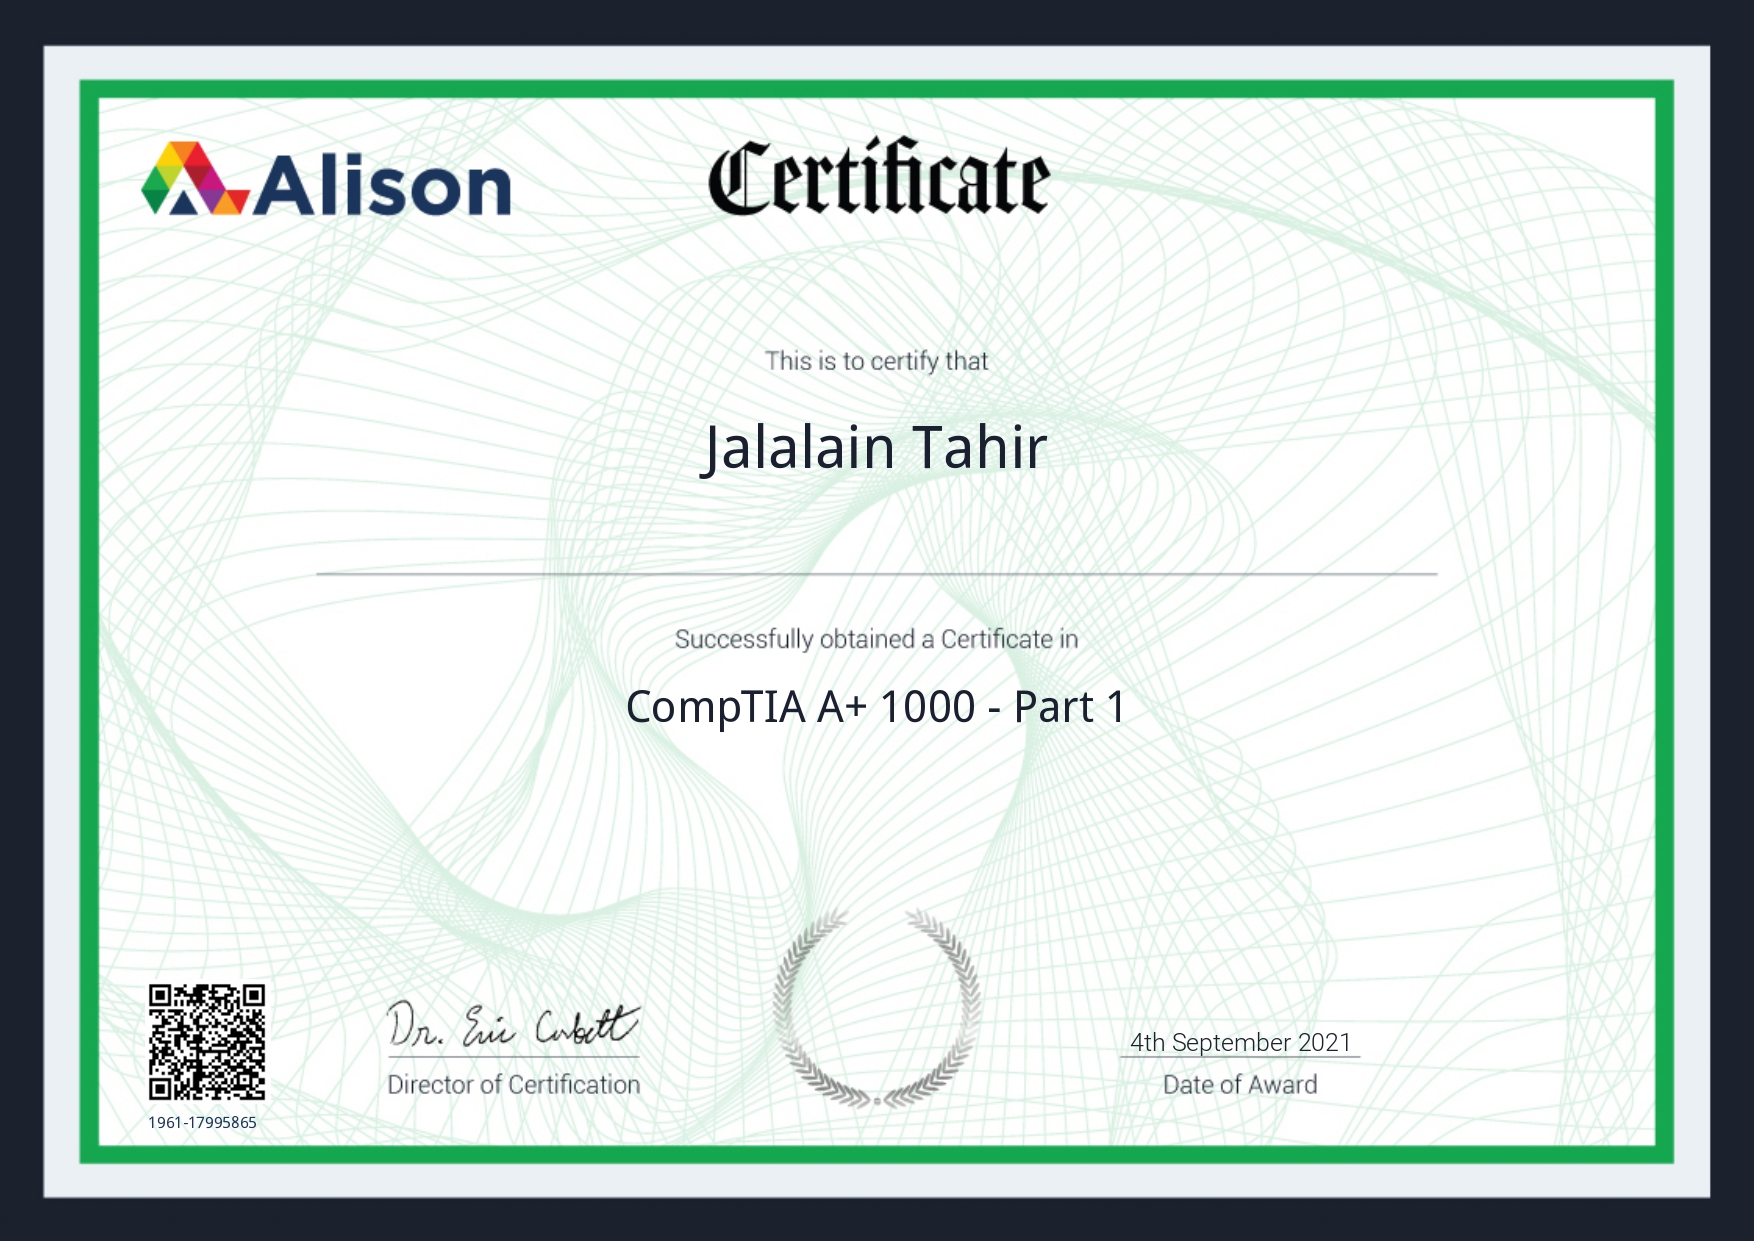 Alison
Certificate
This is to certify that
Jalalain Tahir
Successfully obtained a Certificate in
CompTIA A+ 1000 - Part 1
Dr. Eric Corbett
Director of Certification
4th September 2021
Date of Award
1961-17995865